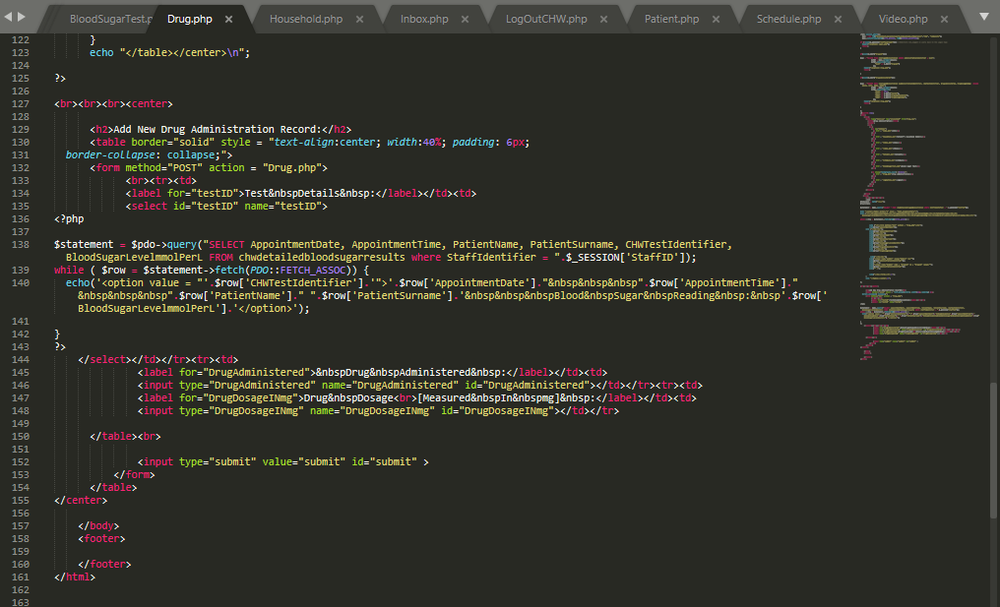 BloodSugarTest.p Drug.php × Household.php × Inbox.php × LogOutCHW.php × Patient.php × Schedule.php × Video.php ×
122 }
123 echo "</table></center>\n";
124
125 ?>
126
127 <br><br><br><center>
128
129 <h2>Add New Drug Administration Record:</h2>
130 <table border="solid" style = "text-align:center; width:40%; padding: 6px;
131 border-collapse: collapse;">
132 <form method="POST" action = "Drug.php">
133 <br><tr><td>
134 <label for="testID">Test&nbspDetails&nbsp:</label></td><td>
135 <select id="testID" name="testID">
136 <?php
137
138 $statement = $pdo->query("SELECT AppointmentDate, AppointmentTime, PatientName, PatientSurname, CHWTestIdentifier,
BloodSugarLevelmmolPerL FROM chwdetailedbloodsugarresults where StaffIdentifier = ".$_SESSION['StaffID']);
139 while ( $row = $statement->fetch(PDO::FETCH_ASSOC)) {
140 echo('<option value = "'.$row['CHWTestIdentifier'].'">'.$row['AppointmentDate']."&nbsp&nbsp&nbsp".$row['AppointmentTime']."
&nbsp&nbsp&nbsp".$row['PatientName']." ".$row['PatientSurname'].'&nbsp&nbsp&nbspBlood&nbspSugar&nbspReading&nbsp:&nbsp'.$row['
BloodSugarLevelmmolPerL'].'</option>');
141
142 }
143 ?>
144 </select></td></tr><tr><td>
145 <label for="DrugAdministered">&nbspDrug&nbspAdministered&nbsp:</label></td><td>
146 <input type="DrugAdministered" name="DrugAdministered" id="DrugAdministered"></td></tr><tr><td>
147 <label for="DrugDosageINmg">Drug&nbspDosage<br>[Measured&nbspIn&nbspmg]&nbsp:</label></td><td>
148 <input type="DrugDosageINmg" name="DrugDosageINmg" id="DrugDosageINmg"></td></tr>
149
150 </table><br>
151
152 <input type="submit" value="submit" id="submit" >
153 </form>
154 </table>
155 </center>
156
157 </body>
158 <footer>
159
160 </footer>
161 </html>
162
163